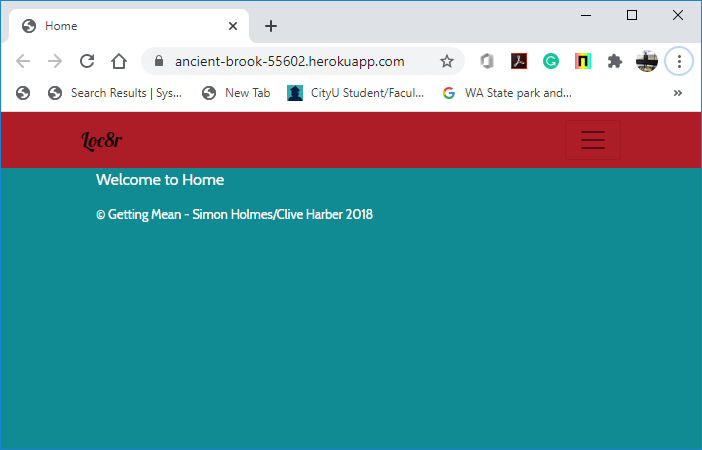 Home
ancient-brook-55602.herokuapp.com
Search Results | Sys...
New Tab
CityU Student/Facul...
WA State park and...
Loc8r
Welcome to Home
© Getting Mean - Simon Holmes/Clive Harber 2018